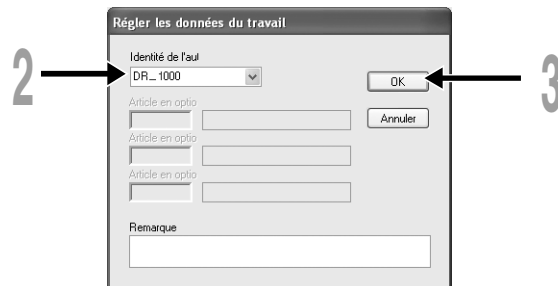 Régler les données du travail
Identité de l'aut
2
DR_1000
OK
3
Article en optio
Annuler
Article en optio
Article en optio
Remarque